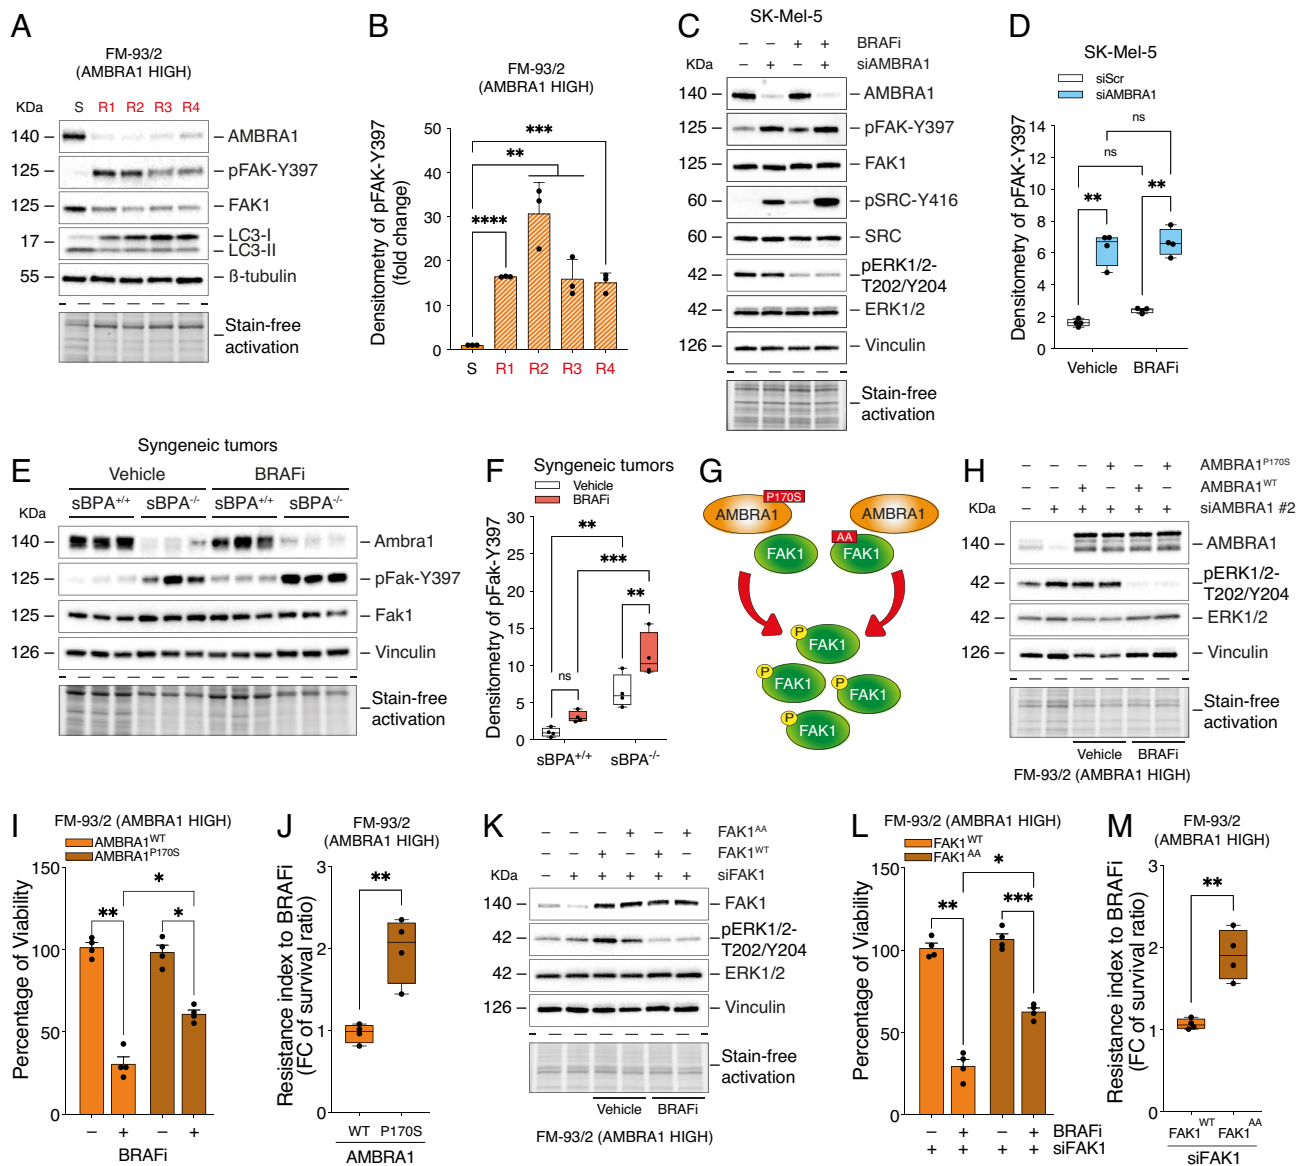 A
FM-93/2
(AMBRA1 HIGH)
KDa
S R1 R2 R3 R4
140 AMBRA1
125 pFAK-Y397
125 FAK1
17 LC3-I
LC3-II
55 ß-tubulin
Stain-free
activation
B
FM-93/2
(AMBRA1 HIGH)
Densitometry of pFAK-Y397
(fold change)
50
40
30
20
10
0
***
**
****
S R1 R2 R3 R4
C
SK-Mel-5
− − + + BRAFi
KDa − + − + siAMBRA1
140 AMBRA1
125 pFAK-Y397
125 FAK1
60 pSRC-Y416
60 SRC
42 pERK1/2-
T202/Y204
42 ERK1/2
126 Vinculin
Stain-free
activation
D
SK-Mel-5
siScr
siAMBRA1
Densitometry of pFAK-Y397
14
12
10
8
6
4
2
0
ns
ns
** **
Vehicle BRAFi
E
Syngeneic tumors
Vehicle BRAFi
sBPA+/+ sBPA-/- sBPA+/+ sBPA-/-
KDa
140 Ambra1
125 pFak-Y397
125 Fak1
126 Vinculin
Stain-free
activation
F
Syngeneic tumors
Vehicle
BRAFi
Densitometry of pFak-Y397
30
25
20
15
10
5
0
**
***
**
ns
sBPA+/+ sBPA-/-
G
P170S
AMBRA1 AMBRA1
AA
FAK1 FAK1
P
FAK1
P
FAK1
P
FAK1
P
FAK1
H
− − − + − + AMBRA1P170S
− − + − + − AMBRA1WT
KDa − + + + + + siAMBRA1 #2
140 AMBRA1
42 pERK1/2-
T202/Y204
42 ERK1/2
126 Vinculin
Stain-free
activation
Vehicle BRAFi
FM-93/2 (AMBRA1 HIGH)
I
FM-93/2 (AMBRA1 HIGH)
AMBRA1WT
AMBRA1P170S
Percentage of Viability
150
100
50
0
*
** *
− + − +
BRAFi
J
FM-93/2
(AMBRA1 HIGH)
Resistance index to BRAFi
(FC of survival ratio)
3
2
1
0
**
WT P170S
AMBRA1
K
− − − + − + FAK1AA
− − + − + − FAK1WT
KDa − + + + + + siFAK1
140 FAK1
42 pERK1/2-
T202/Y204
42 ERK1/2
126 Vinculin
Stain-free
activation
Vehicle BRAFi
FM-93/2 (AMBRA1 HIGH)
L
FM-93/2 (AMBRA1 HIGH)
FAK1WT
FAK1AA
Percentage of Viability
150
100
50
0
*
** ***
− + − + BRAFi
+ + + + siFAK1
M
FM-93/2
(AMBRA1 HIGH)
Resistance index to BRAFi
(FC of survival ratio)
3
2
1
0
**
FAK1WT FAK1AA
siFAK1